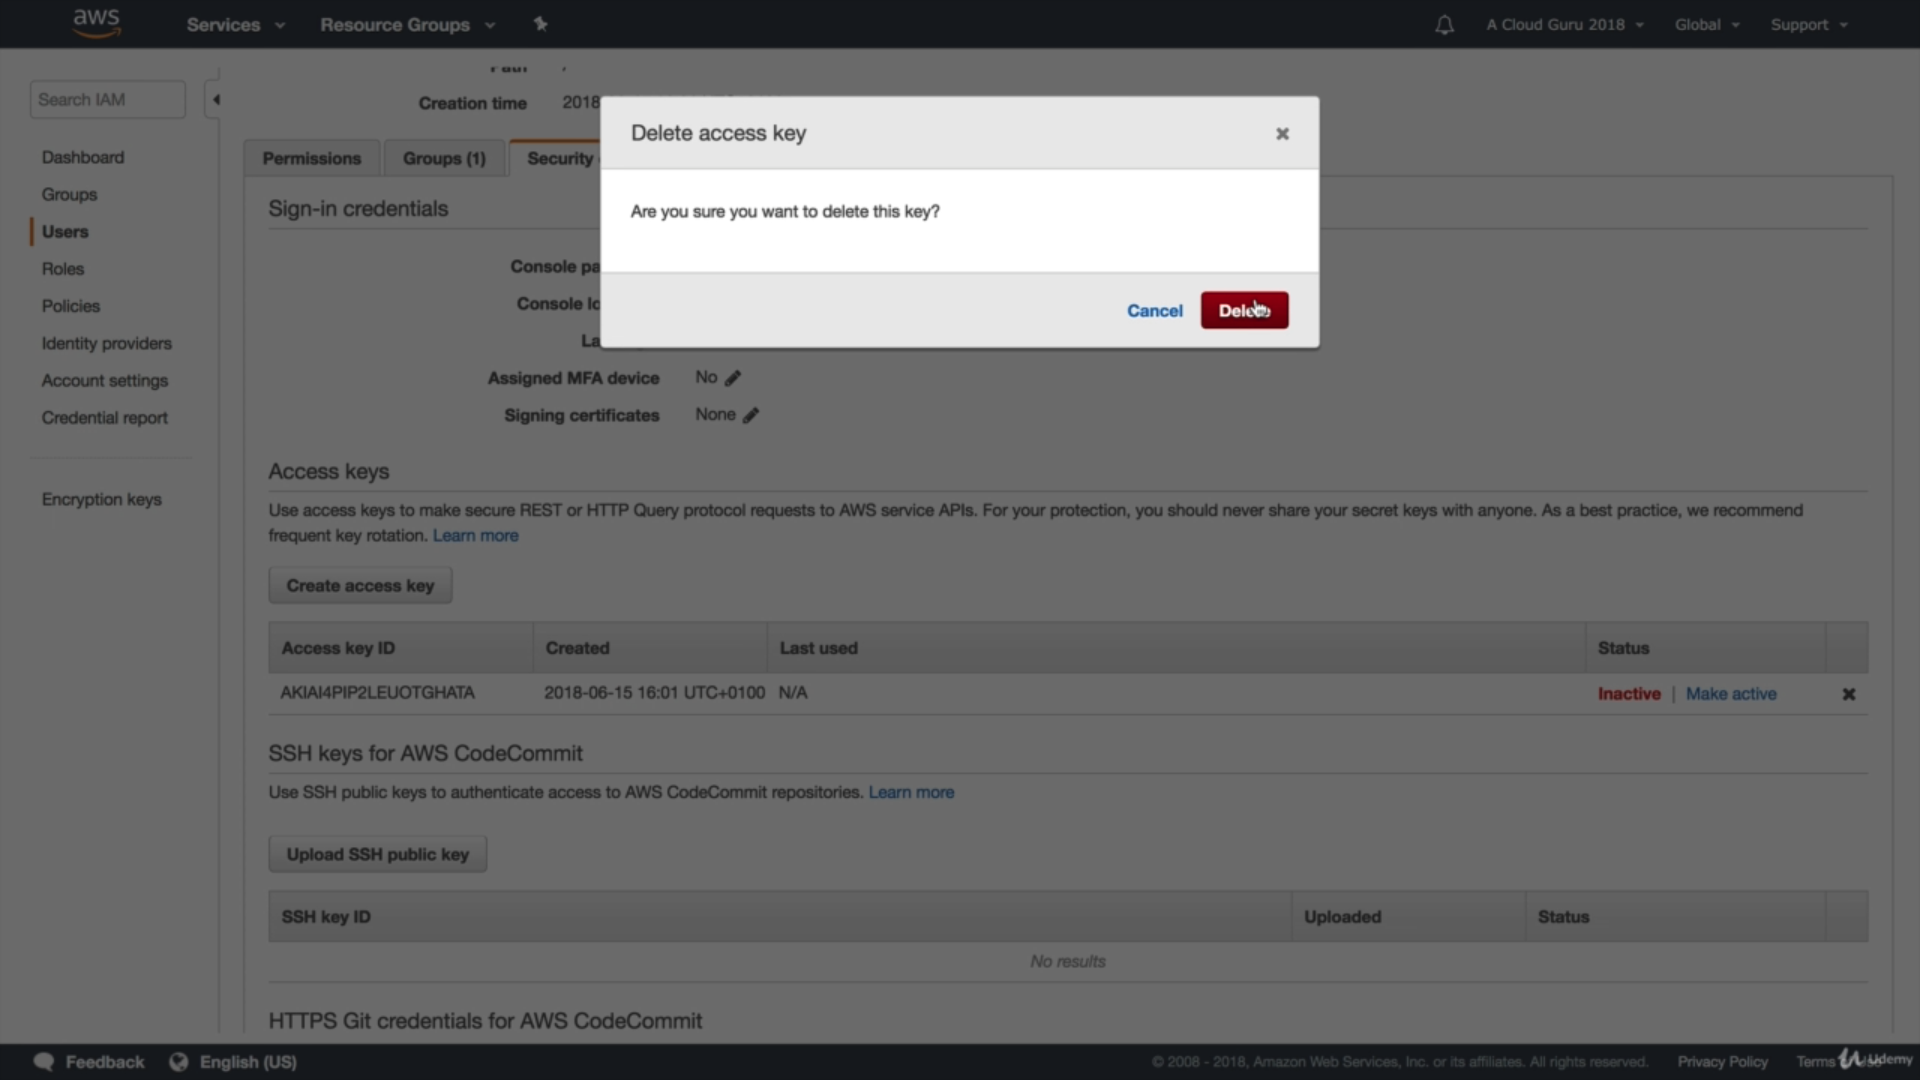 aws Services Resource Groups A Cloud Guru 2018 Global Support
Search IAM
Dashboard
Groups
Users
Roles
Policies
Identity providers
Account settings
Credential report
Encryption keys
Creation time 2018
Permissions Groups (1) Security
Delete access key
Are you sure you want to delete this key?
Cancel
Sign-in credentials
Console pa
Console lo
La
Assigned MFA device No
Signing certificates None
Access keys
Use access keys to make secure REST or HTTP Query protocol requests to AWS service APIs. For your protection, you should never share your secret keys with anyone. As a best practice, we recommend
frequent key rotation. Learn more
Create access key
Access key ID Created Last used Status
AKIAI4PIP2LEUOTGHATA 2018-06-15 16:01 UTC+0100 N/A Inactive | Make active
SSH keys for AWS CodeCommit
Use SSH public keys to authenticate access to AWS CodeCommit repositories. Learn more
Upload SSH public key
SSH key ID Uploaded Status
No results
HTTPS Git credentials for AWS CodeCommit
Feedback English (US) © 2008 - 2018, Amazon Web Services, Inc. or its affiliates. All rights reserved. Privacy Policy Terms Udemy